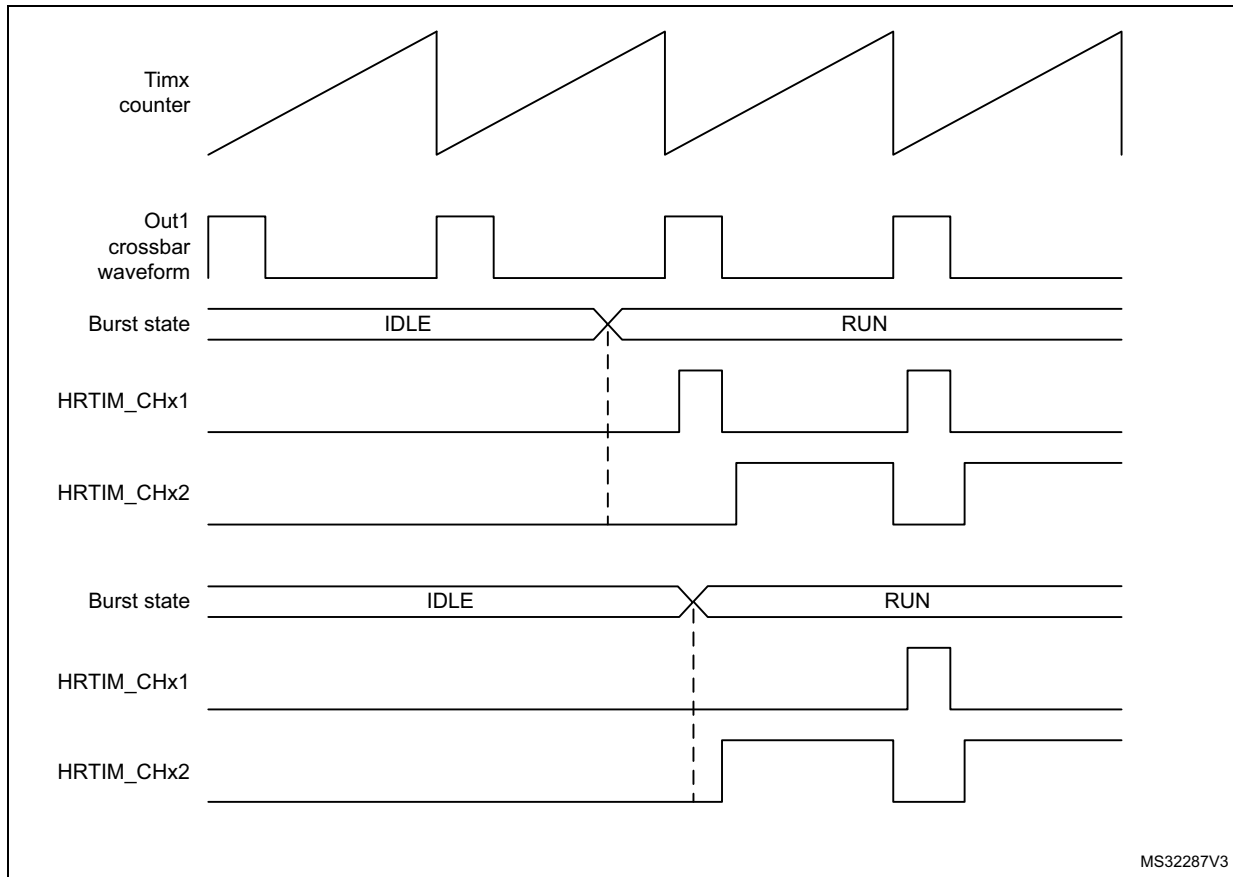 Timx
counter
Out1
crossbar
waveform
Burst state
IDLE
RUN
HRTIM_CHx1
HRTIM_CHx2
Burst state
IDLE
RUN
HRTIM_CHx1
HRTIM_CHx2
MS32287V3